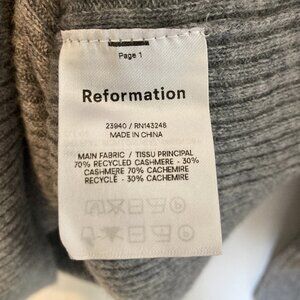 Page 1
Reformation
23940 / RN143248
MADE IN CHINA
MAIN FABRIC / TISSU PRINCIPAL
70% RECYCLED CASHMERE - 30%
CASHMERE 70% CACHEMIRE
RECYCLÉ - 30% CACHEMIRE